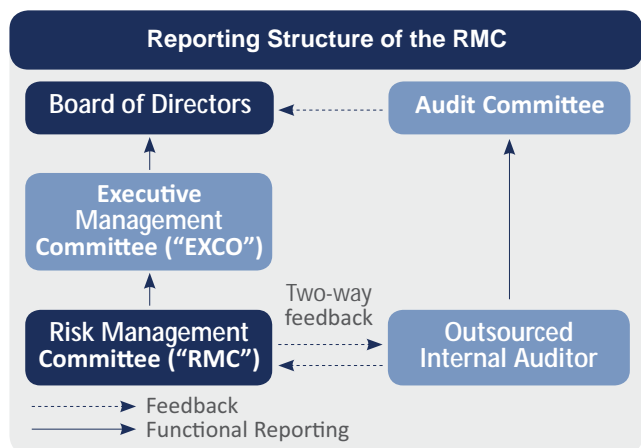 Reporting Structure of the RMC
Board of Directors
Audit Committee
Executive
Management
Committee (“EXCO”)
Two-way
feedback
Risk Management
Committee (“RMC”)
Outsourced
Internal Auditor
Feedback
Functional Reporting